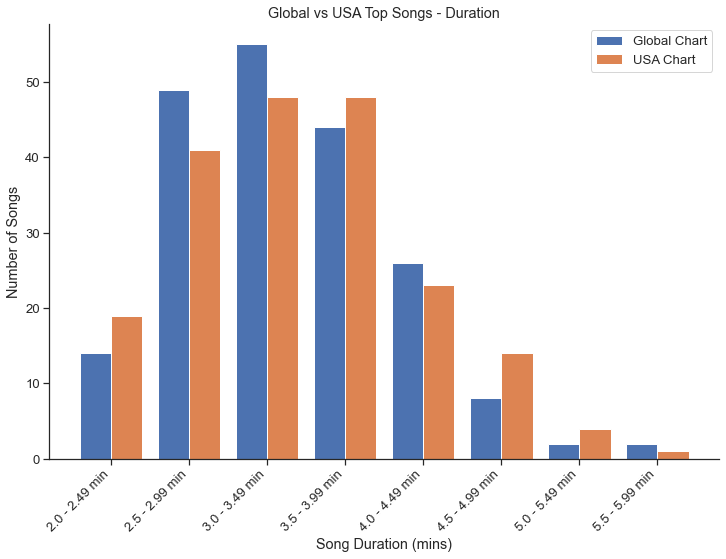 Global vs USA Top Songs - Duration
Global Chart
USA Chart
Number of Songs
50
40
30
20
10
0
2.0 - 2.49 min
2.5 - 2.99 min
3.0 - 3.49 min
3.5 - 3.99 min
4.0 - 4.49 min
4.5 - 4.99 min
5.0 - 5.49 min
5.5 - 5.99 min
Song Duration (mins)